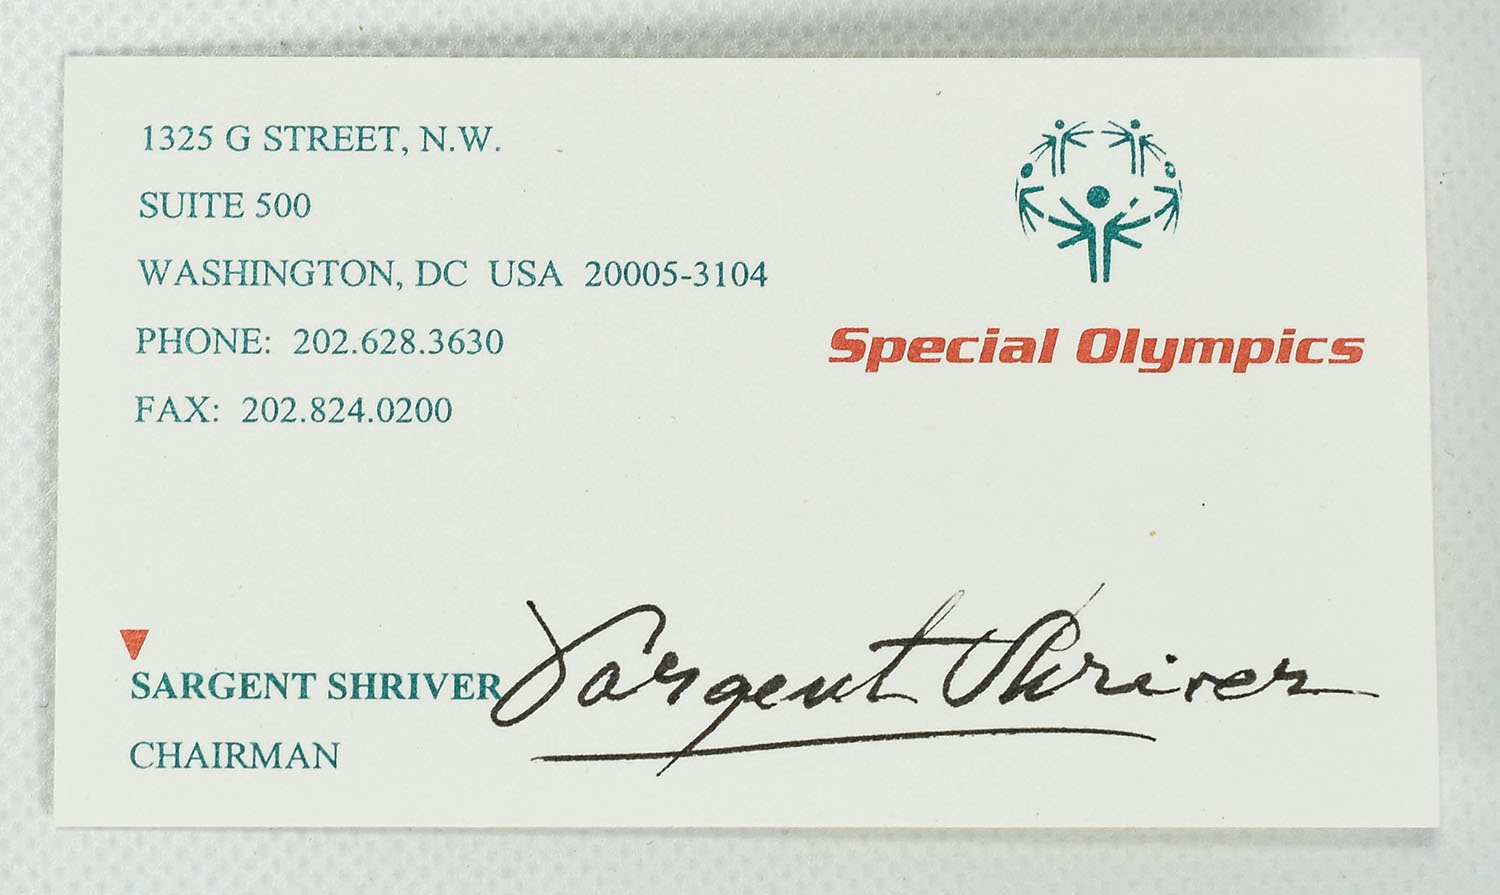 1325 G STREET, N.W.
SUITE 500
WASHINGTON, DC USA 20005-3104
PHONE: 202.628.3630
FAX: 202.824.0200
Special Olympics
SARGENT SHRIVER
CHAIRMAN
Sargent Shriver